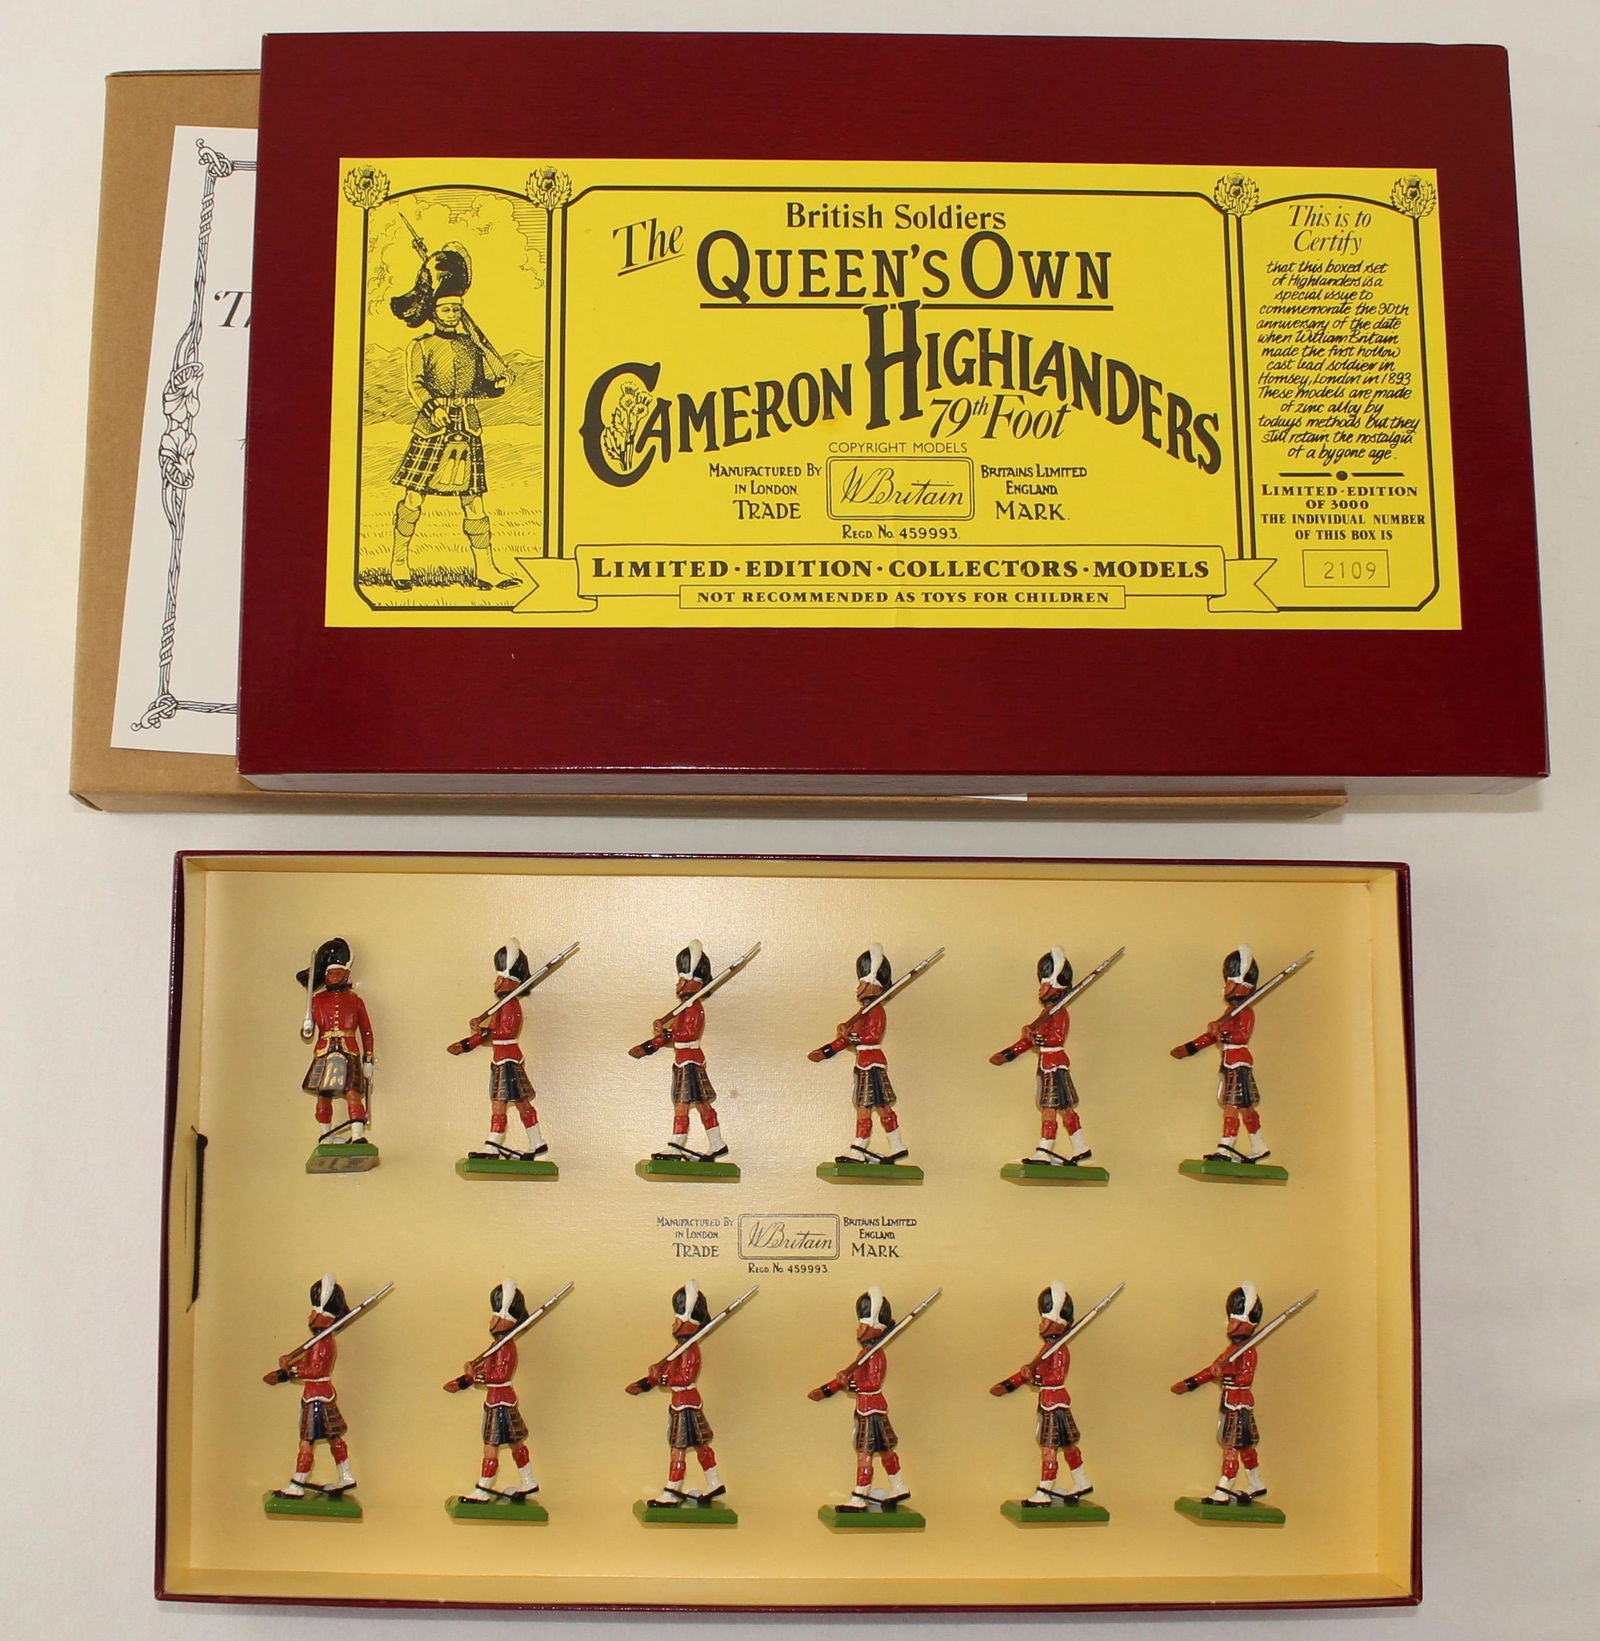 British Soldiers
The
QUEEN'S OWN
CAMERON HIGHLANDERS
79th Foot
COPYRIGHT MODELS
MANUFACTURED BY
IN LONDON.
TRADE
W Britain
BRITAINS LIMITED
ENGLAND.
MARK.
REGD. No. 459993.
LIMITED·EDITION·COLLECTORS·MODELS
NOT RECOMMENDED AS TOYS FOR CHILDREN
This is to
Certify
that this boxed set
of Highlanders is a
special issue to
commemorate the 90th
anniversary of the date
when William Britain
made the first hollow
cast lead soldier in
Hornsey, London in 1893
These models are made
of zinc alloy by
todays methods but they
still retain the nostalgia
of a bygone age.
LIMITED·EDITION
OF 3000
THE INDIVIDUAL NUMBER
OF THIS BOX IS
2109
MANUFACTURED BY
IN LONDON.
TRADE
W Britain
BRITAINS LIMITED
ENGLAND.
MARK.
REGD. No. 459993.